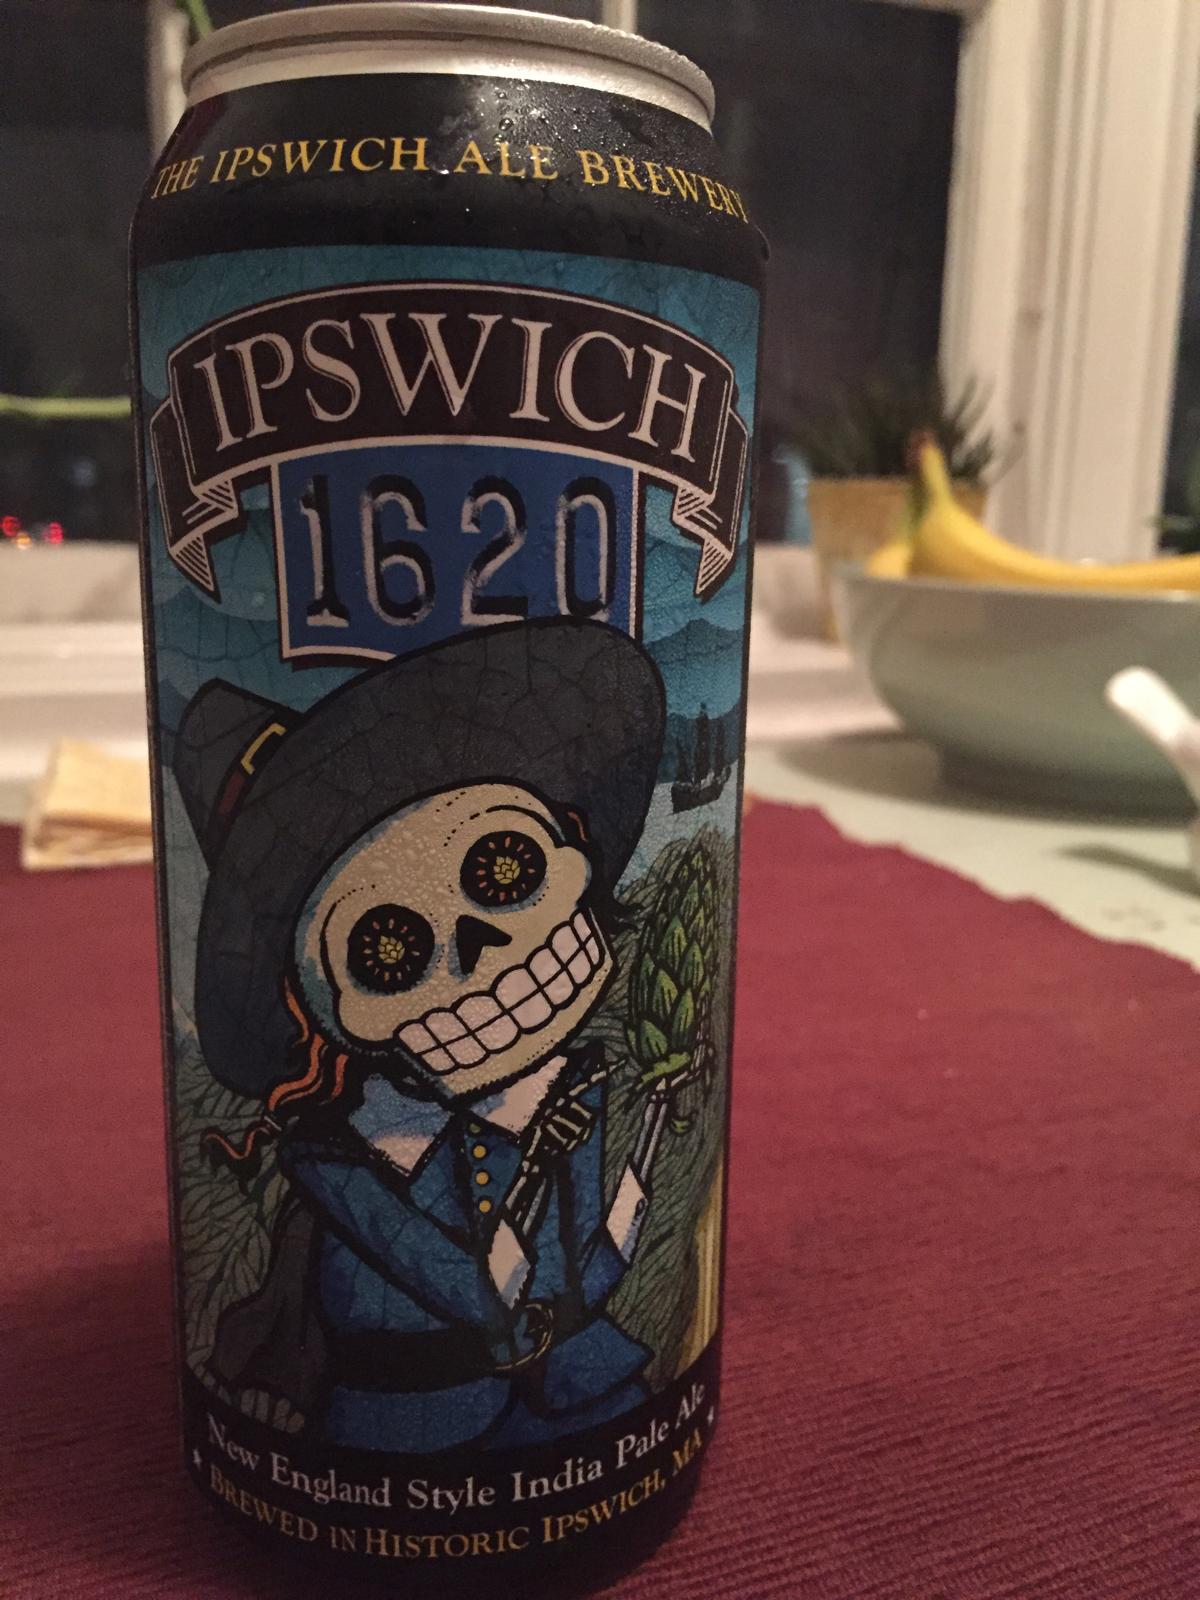 THE IPSWICH ALE BREWERY
IPSWICH
1620
New England Style India Pale Ale
BREWED IN HISTORIC IPSWICH, MA